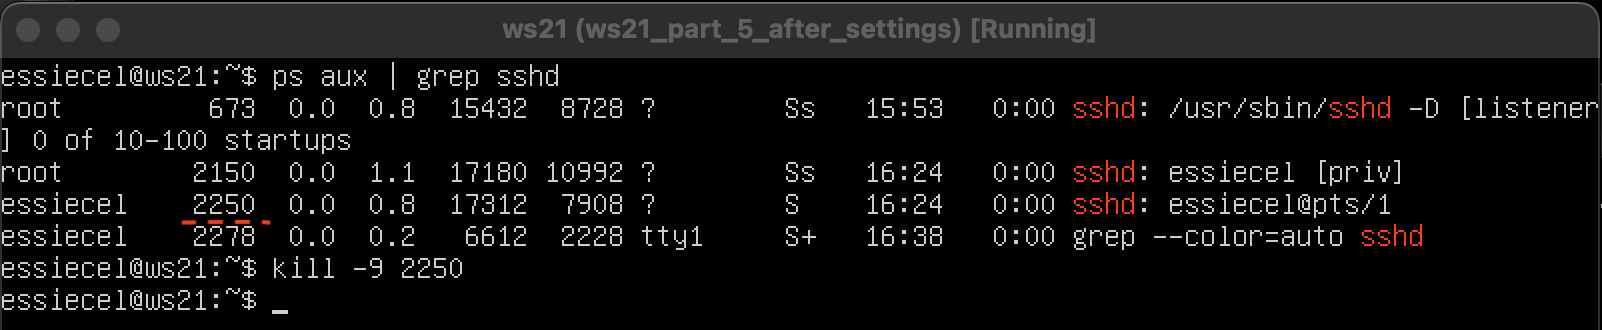 ws21 (ws21_part_5_after_settings) [Running]
essiecel@ws21:~$ ps aux | grep sshd
root 673 0.0 0.8 15432 8728 ? Ss 15:53 0:00 sshd: /usr/sbin/sshd -D [listener
] 0 of 10-100 startups
root 2150 0.0 1.1 17180 10992 ? Ss 16:24 0:00 sshd: essiecel [priv]
essiecel 2250 0.0 0.8 17312 7908 ? S 16:24 0:00 sshd: essiecel@pts/1
essiecel 2278 0.0 0.2 6612 2228 tty1 S+ 16:38 0:00 grep --color=auto sshd
essiecel@ws21:~$ kill -9 2250
essiecel@ws21:~$ _